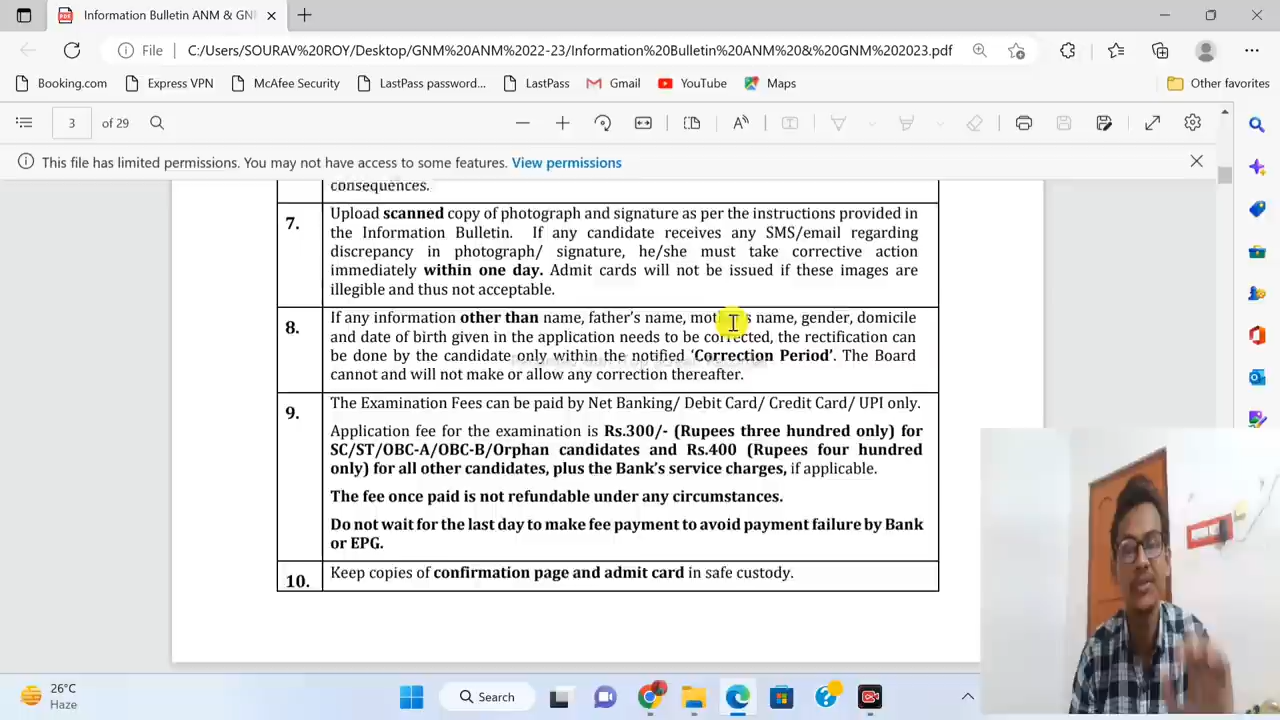 Information Bulletin ANM & GN
File
C:/Users/SOURAV%20ROY/Desktop/GNM%20ANM%2022-23/Information%20Bulletin%20ANM%20&%20GNM%202023.pdf
Booking.com
Express VPN
McAfee Security
LastPass password...
LastPass
Gmail
YouTube
Maps
Other favorites
3
of 29
This file has limited permissions. You may not have access to some features. View permissions
consequences.
7.
Upload scanned copy of photograph and signature as per the instructions provided in
the Information Bulletin. If any candidate receives any SMS/email regarding
discrepancy in photograph/ signature, he/she must take corrective action
immediately within one day. Admit cards will not be issued if these images are
illegible and thus not acceptable.
8.
If any information other than name, father's name, name, gender, domicile
and date of birth given in the application needs to be corrected, the rectification can
be done by the candidate only within the notified 'Correction Period'. The Board
cannot and will not make or allow any correction thereafter.
9.
The Examination Fees can be paid by Net Banking/ Debit Card/ Credit Card/ UPI only.
Application fee for the examination is Rs.300/- (Rupees three hundred only) for
SC/ST/OBC-A/OBC-B/Orphan candidates and Rs.400 (Rupees four hundred
only) for all other candidates, plus the Bank's service charges, if applicable.
The fee once paid is not refundable under any circumstances.
Do not wait for the last day to make fee payment to avoid payment failure by Bank
or EPG.
10.
Keep copies of confirmation page and admit card in safe custody.
26°C
Haze
Search